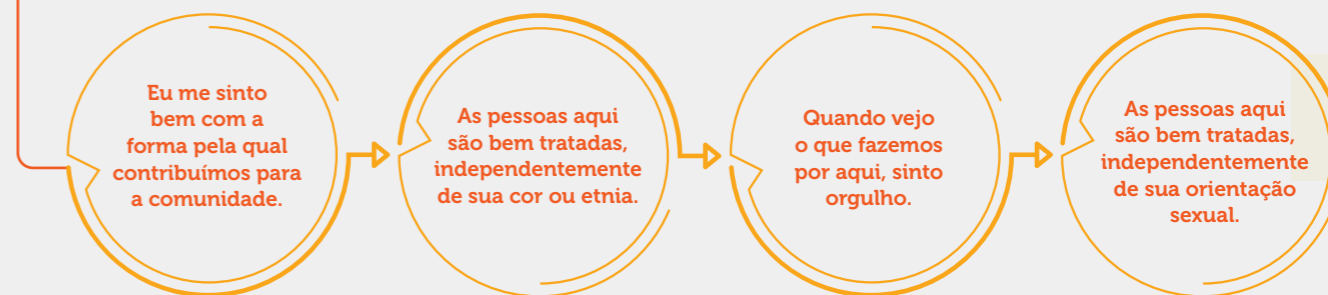 Eu me sinto
bem com a
forma pela qual
contribuímos para
a comunidade.
As pessoas aqui
são bem tratadas,
independentemente
de sua cor ou etnia.
Quando vejo
o que fazemos
por aqui, sinto
orgulho.
As pessoas aqui
são bem tratadas,
independentemente
de sua orientação
sexual.